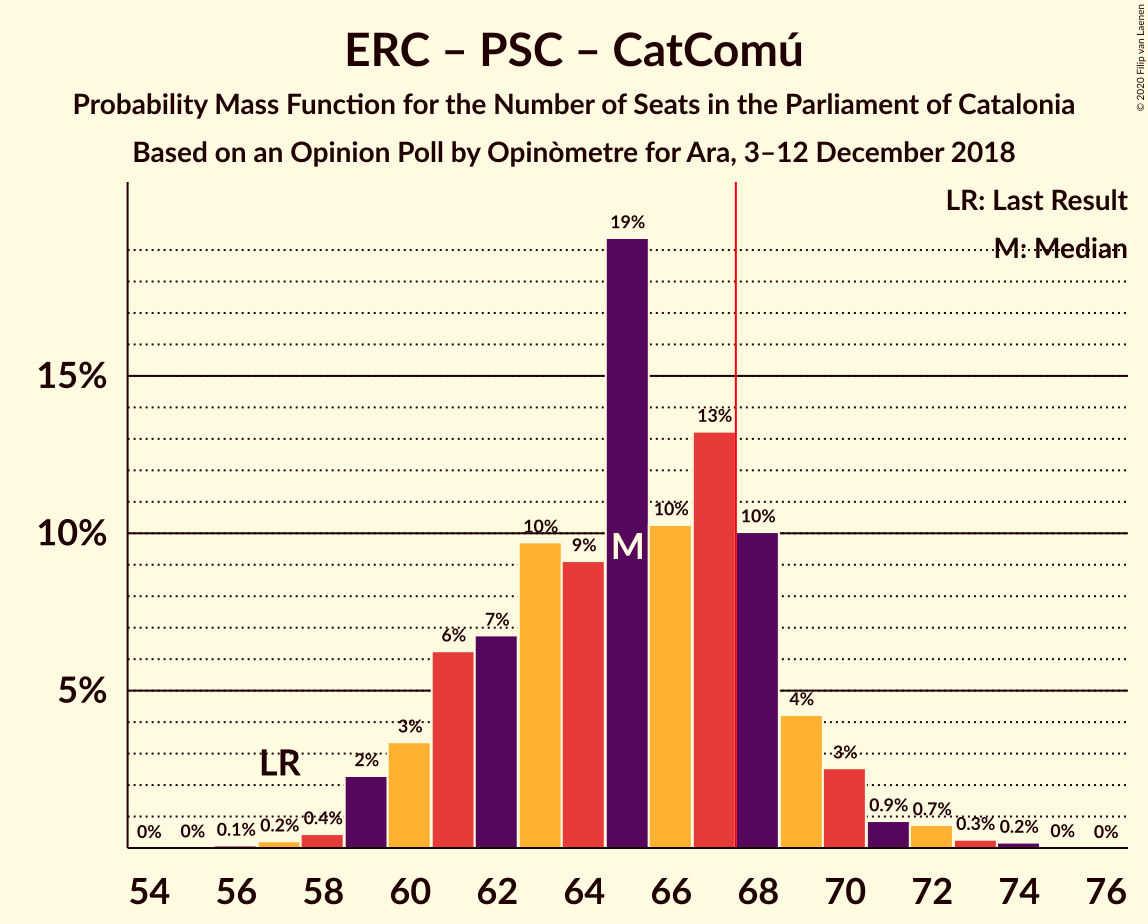 ERC – PSC – CatComú
Probability Mass Function for the Number of Seats in the Parliament of Catalonia
Based on an Opinion Poll by Opinòmetre for Ara, 3–12 December 2018
© 2020 Filip van Laenen
LR: Last Result
M: Median
15%
10%
5%
0% 0% 0.1% 0.2% 0.4% 2% 3% 6% 7% 10% 9% 19% 10% 13% 10% 4% 3% 0.9% 0.7% 0.3% 0.2% 0% 0%
LR
M
54 56 58 60 62 64 66 68 70 72 74 76